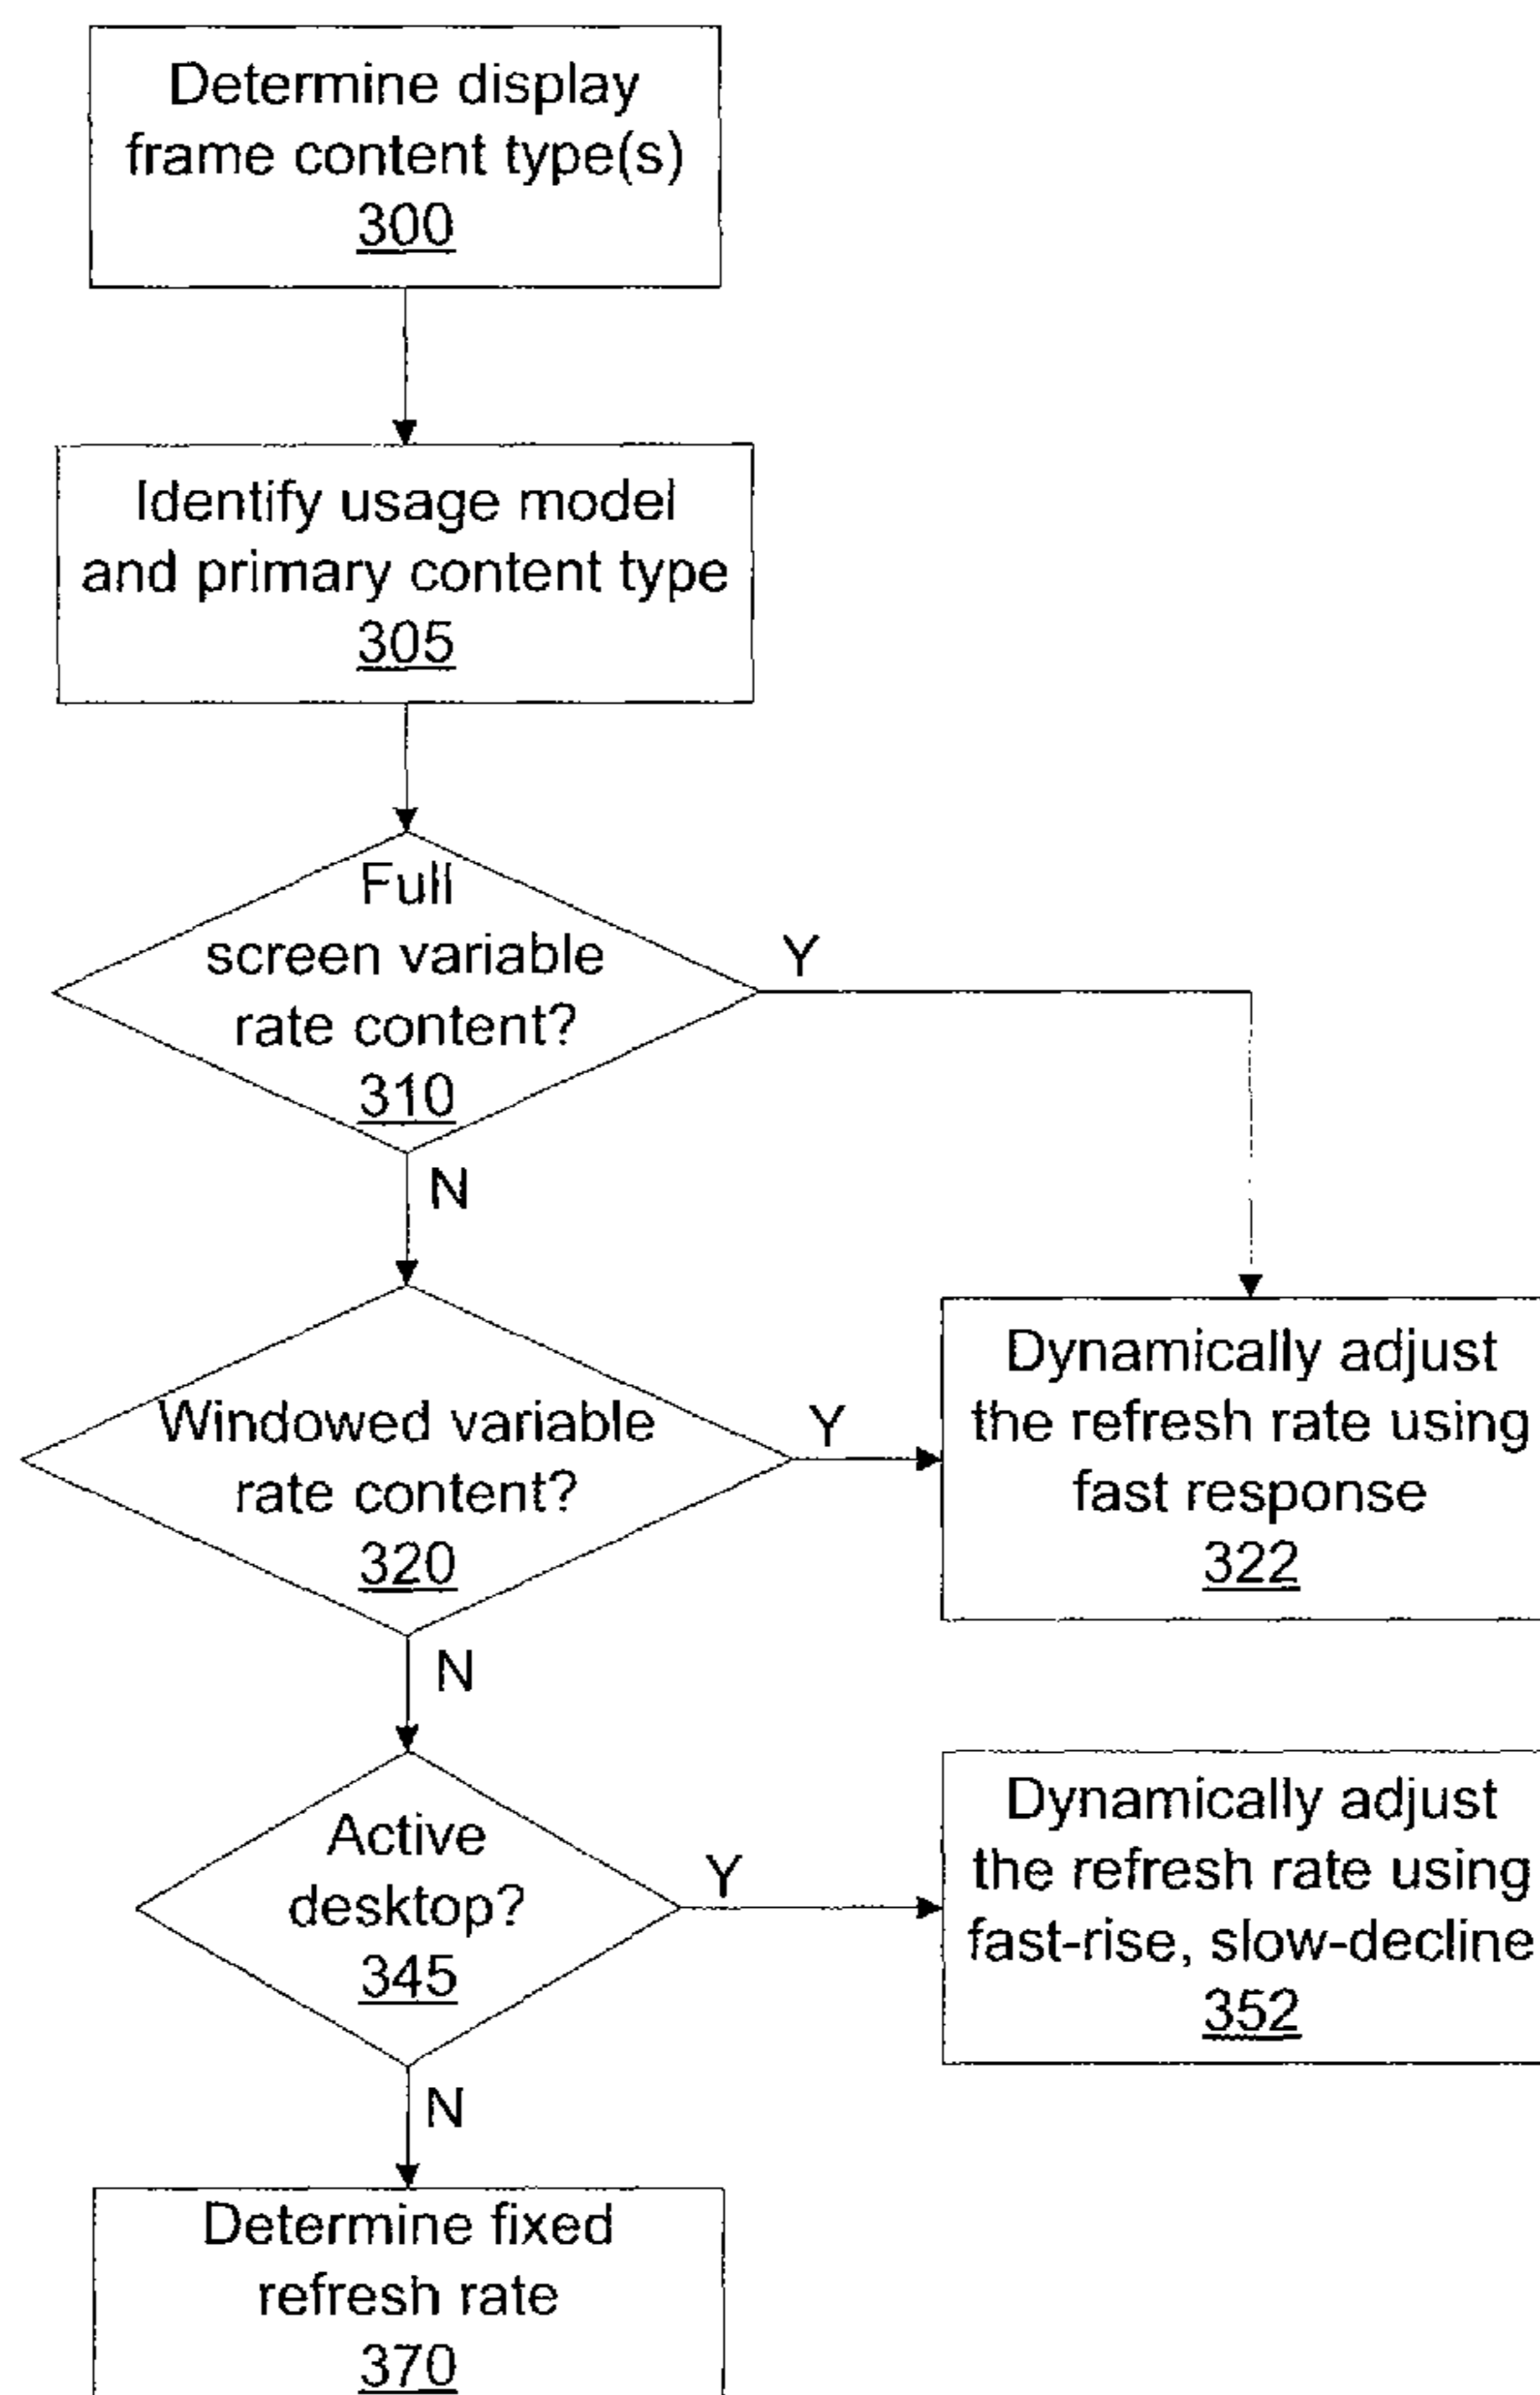 Determine display
frame content type(s)
300
Identify usage model
and primary content type
305
Full
screen variable
rate content?
310
Y
N
Windowed variable
rate content?
320
Y
Dynamically adjust
the refresh rate using
fast response
322
N
Active
desktop?
345
Y
Dynamically adjust
the refresh rate using
fast-rise, slow-decline
352
N
Determine fixed
refresh rate
370